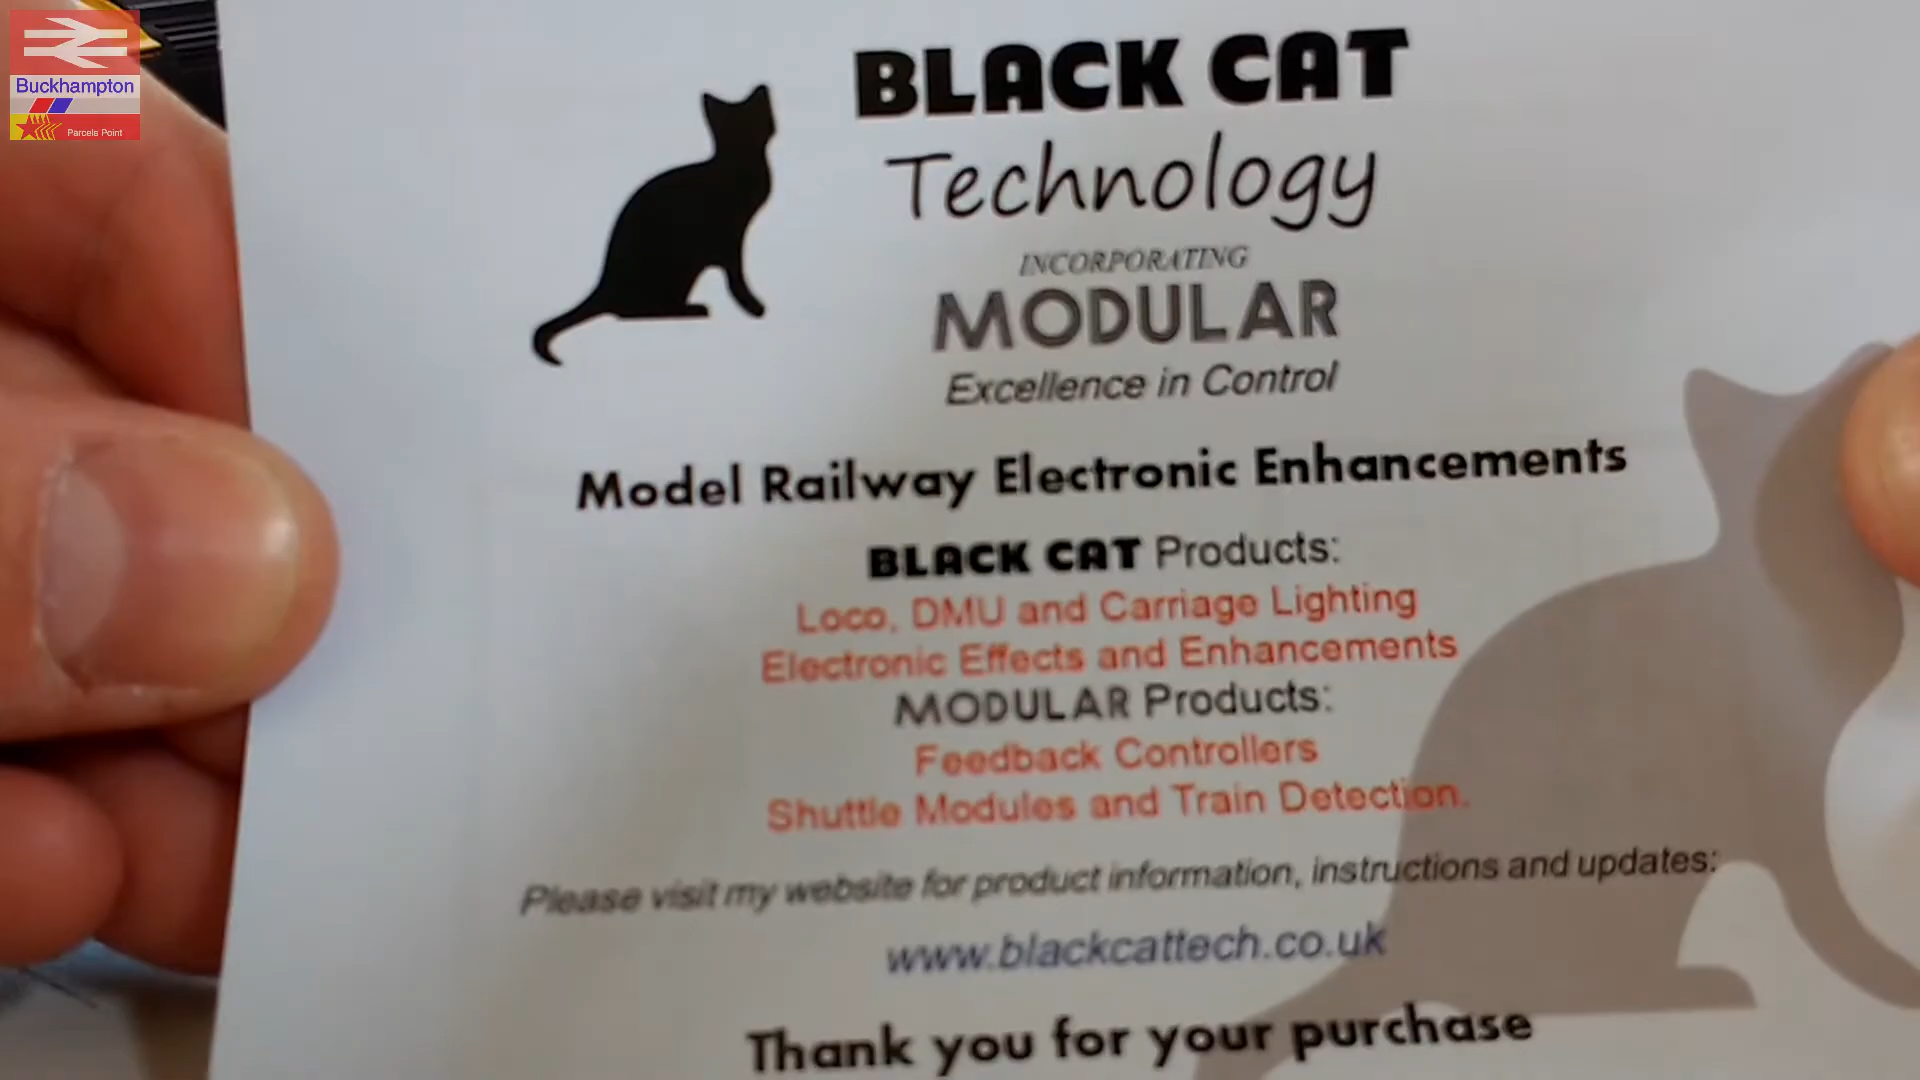 Buckhampton
Parcels Point
BLACK CAT
Technology
INCORPORATING
MODULAR
Excellence in Control
Model Railway Electronic Enhancements
BLACK CAT Products:
Loco, DMU and Carriage Lighting
Electronic Effects and Enhancements
MODULAR Products:
Feedback Controllers
Shuttle Modules and Train Detection.
Please visit my website for product information, instructions and updates:
www.blackcattech.co.uk
Thank you for your purchase